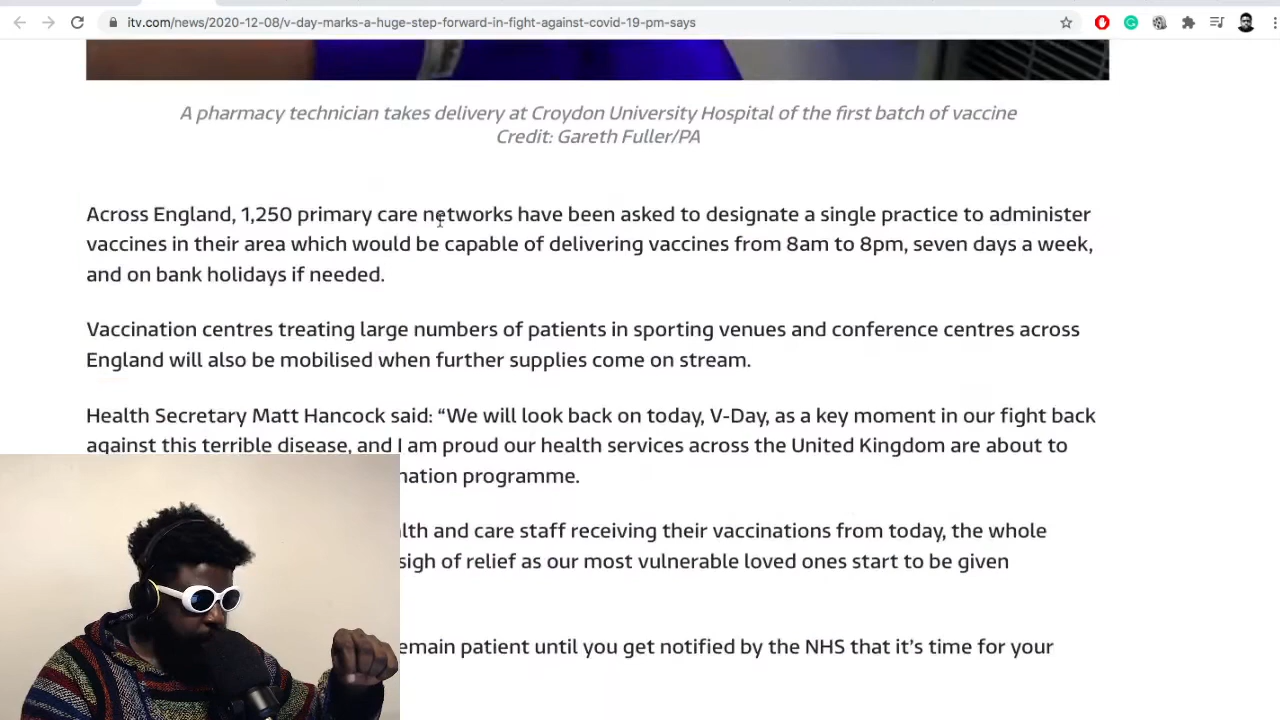 itv.com/news/2020-12-08/v-day-marks-a-huge-step-forward-in-fight-against-covid-19-pm-says
A pharmacy technician takes delivery at Croydon University Hospital of the first batch of vaccine
Credit: Gareth Fuller/PA
Across England, 1,250 primary care networks have been asked to designate a single practice to administer
vaccines in their area which would be capable of delivering vaccines from 8am to 8pm, seven days a week,
and on bank holidays if needed.
Vaccination centres treating large numbers of patients in sporting venues and conference centres across
England will also be mobilised when further supplies come on stream.
Health Secretary Matt Hancock said: “We will look back on today, V-Day, as a key moment in our fight back
against this terrible disease, and I am proud our health services across the United Kingdom are about to
nation programme.
lth and care staff receiving their vaccinations from today, the whole
sigh of relief as our most vulnerable loved ones start to be given
emain patient until you get notified by the NHS that it’s time for your